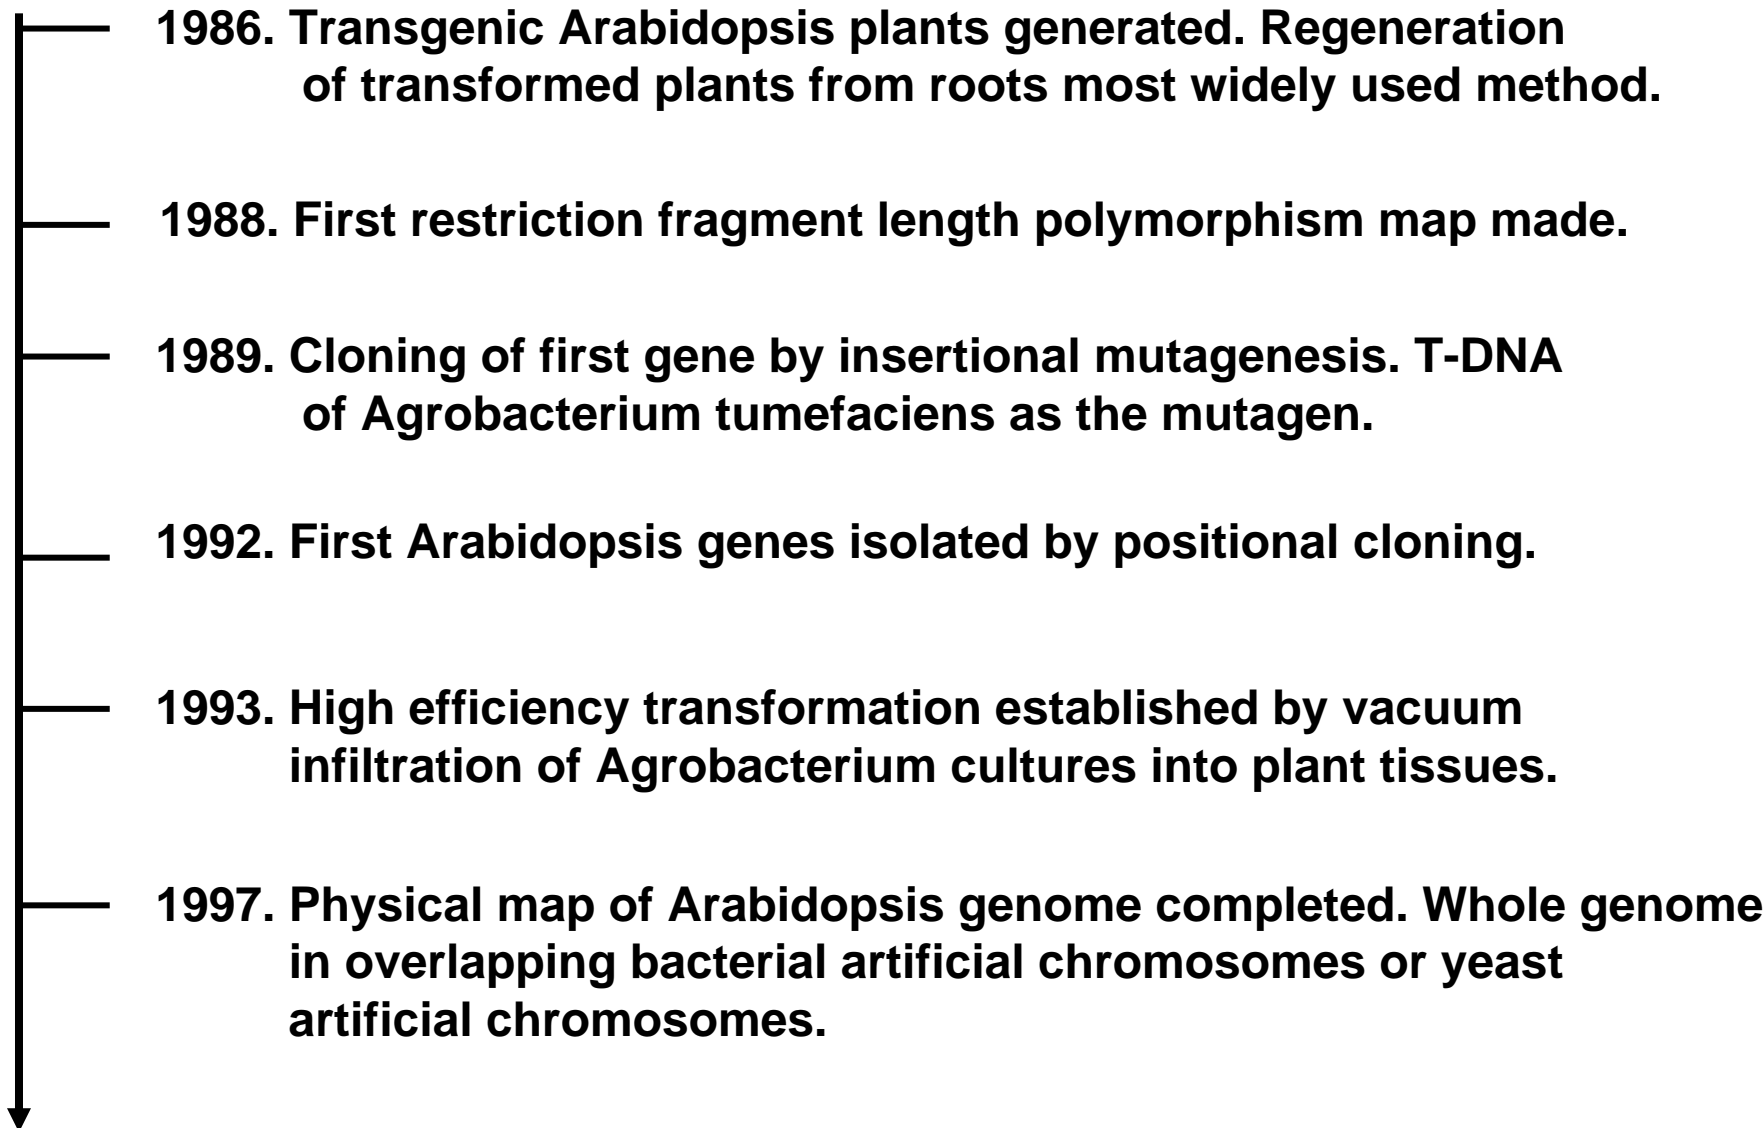 1986. Transgenic Arabidopsis plants generated. Regeneration
of transformed plants from roots most widely used method.
1988. First restriction fragment length polymorphism map made.
1989. Cloning of first gene by insertional mutagenesis. T-DNA
of Agrobacterium tumefaciens as the mutagen.
1992. First Arabidopsis genes isolated by positional cloning.
1993. High efficiency transformation established by vacuum
infiltration of Agrobacterium cultures into plant tissues.
1997. Physical map of Arabidopsis genome completed. Whole genome
in overlapping bacterial artificial chromosomes or yeast
artificial chromosomes.